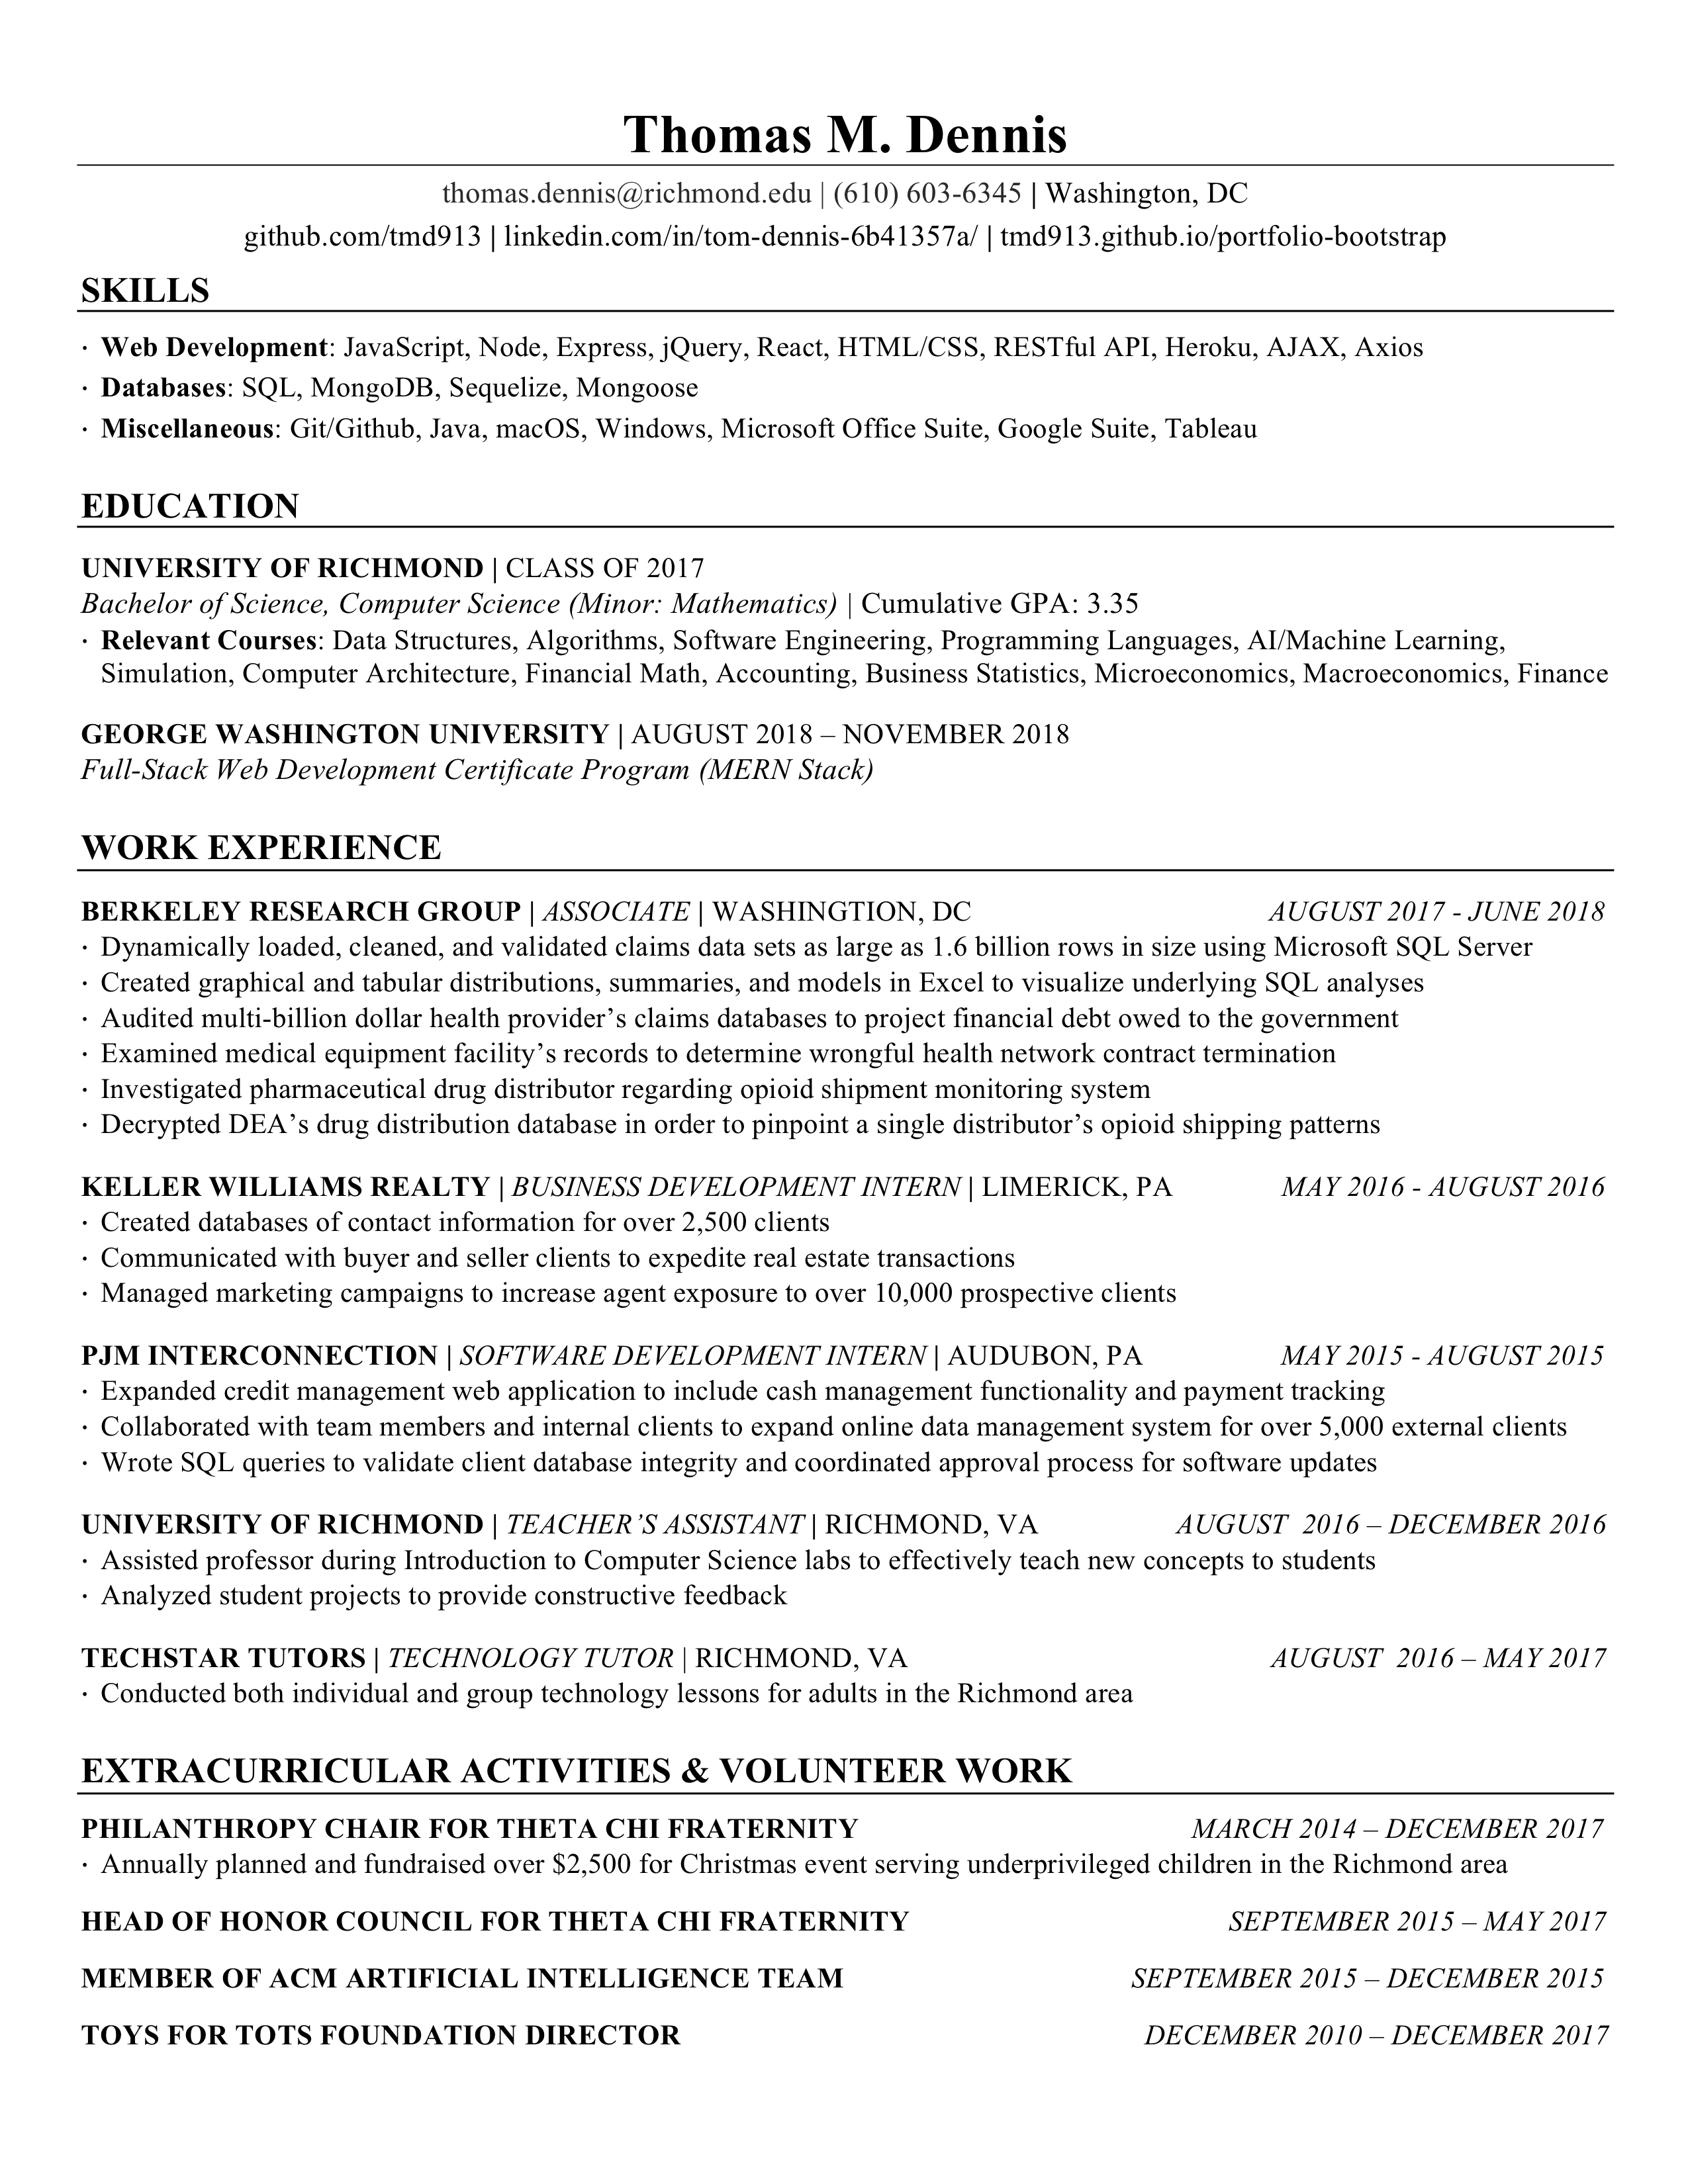 Thomas M. Dennis
thomas.dennis@richmond.edu | (610) 603-6345 | Washington, DC
github.com/tmd913 | linkedin.com/in/tom-dennis-6b41357a/ | tmd913.github.io/portfolio-bootstrap
SKILLS
· Web Development: JavaScript, Node, Express, jQuery, React, HTML/CSS, RESTful API, Heroku, AJAX, Axios
· Databases: SQL, MongoDB, Sequelize, Mongoose
· Miscellaneous: Git/Github, Java, macOS, Windows, Microsoft Office Suite, Google Suite, Tableau
EDUCATION
UNIVERSITY OF RICHMOND | CLASS OF 2017
Bachelor of Science, Computer Science (Minor: Mathematics) | Cumulative GPA: 3.35
· Relevant Courses: Data Structures, Algorithms, Software Engineering, Programming Languages, AI/Machine Learning,
Simulation, Computer Architecture, Financial Math, Accounting, Business Statistics, Microeconomics, Macroeconomics, Finance
GEORGE WASHINGTON UNIVERSITY | AUGUST 2018 – NOVEMBER 2018
Full-Stack Web Development Certificate Program (MERN Stack)
WORK EXPERIENCE
BERKELEY RESEARCH GROUP | ASSOCIATE | WASHINGTION, DC AUGUST 2017 - JUNE 2018
· Dynamically loaded, cleaned, and validated claims data sets as large as 1.6 billion rows in size using Microsoft SQL Server
· Created graphical and tabular distributions, summaries, and models in Excel to visualize underlying SQL analyses
· Audited multi-billion dollar health provider’s claims databases to project financial debt owed to the government
· Examined medical equipment facility’s records to determine wrongful health network contract termination
· Investigated pharmaceutical drug distributor regarding opioid shipment monitoring system
· Decrypted DEA’s drug distribution database in order to pinpoint a single distributor’s opioid shipping patterns
KELLER WILLIAMS REALTY | BUSINESS DEVELOPMENT INTERN | LIMERICK, PA MAY 2016 - AUGUST 2016
· Created databases of contact information for over 2,500 clients
· Communicated with buyer and seller clients to expedite real estate transactions
· Managed marketing campaigns to increase agent exposure to over 10,000 prospective clients
PJM INTERCONNECTION | SOFTWARE DEVELOPMENT INTERN | AUDUBON, PA MAY 2015 - AUGUST 2015
· Expanded credit management web application to include cash management functionality and payment tracking
· Collaborated with team members and internal clients to expand online data management system for over 5,000 external clients
· Wrote SQL queries to validate client database integrity and coordinated approval process for software updates
UNIVERSITY OF RICHMOND | TEACHER’S ASSISTANT | RICHMOND, VA AUGUST 2016 – DECEMBER 2016
· Assisted professor during Introduction to Computer Science labs to effectively teach new concepts to students
· Analyzed student projects to provide constructive feedback
TECHSTAR TUTORS | TECHNOLOGY TUTOR | RICHMOND, VA AUGUST 2016 – MAY 2017
· Conducted both individual and group technology lessons for adults in the Richmond area
EXTRACURRICULAR ACTIVITIES & VOLUNTEER WORK
PHILANTHROPY CHAIR FOR THETA CHI FRATERNITY MARCH 2014 – DECEMBER 2017
· Annually planned and fundraised over $2,500 for Christmas event serving underprivileged children in the Richmond area
HEAD OF HONOR COUNCIL FOR THETA CHI FRATERNITY SEPTEMBER 2015 – MAY 2017
MEMBER OF ACM ARTIFICIAL INTELLIGENCE TEAM SEPTEMBER 2015 – DECEMBER 2015
TOYS FOR TOTS FOUNDATION DIRECTOR DECEMBER 2010 – DECEMBER 2017